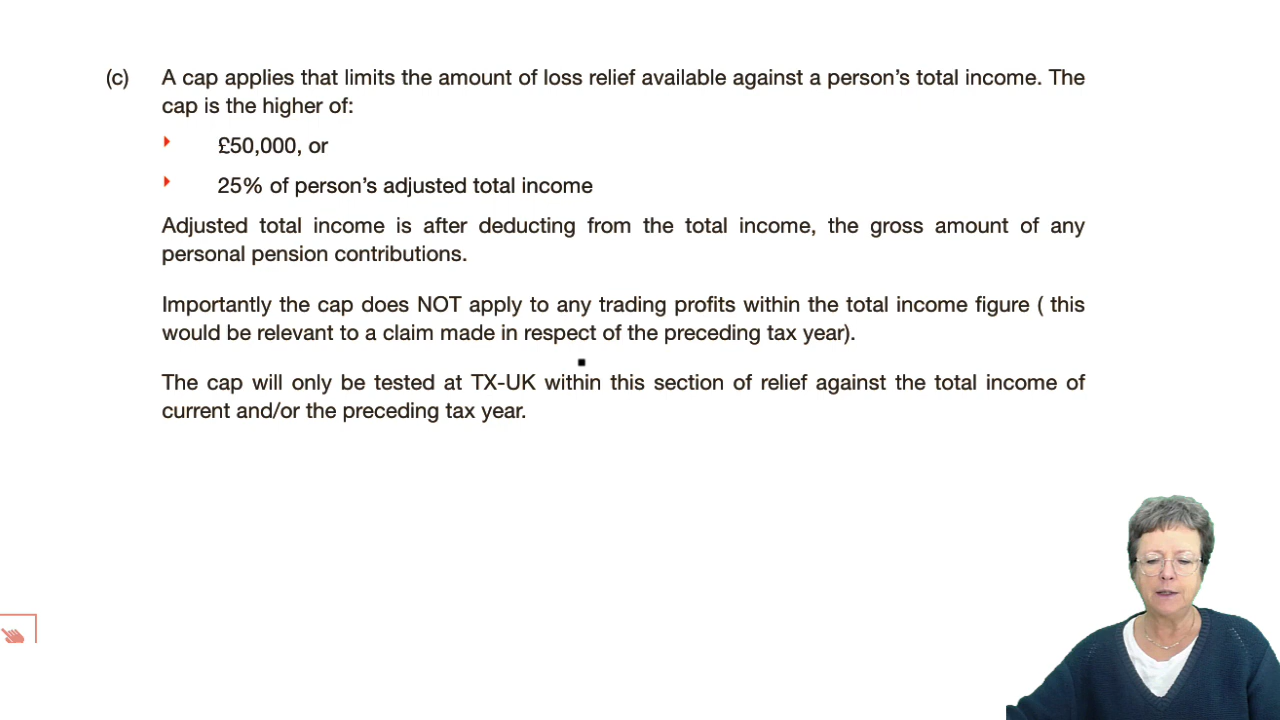 (c) A cap applies that limits the amount of loss relief available against a person's total income. The
cap is the higher of:
£50,000, or
25% of person's adjusted total income
Adjusted total income is after deducting from the total income, the gross amount of any
personal pension contributions.
Importantly the cap does NOT apply to any trading profits within the total income figure ( this
would be relevant to a claim made in respect of the preceding tax year).
The cap will only be tested at TX-UK within this section of relief against the total income of
current and/or the preceding tax year.